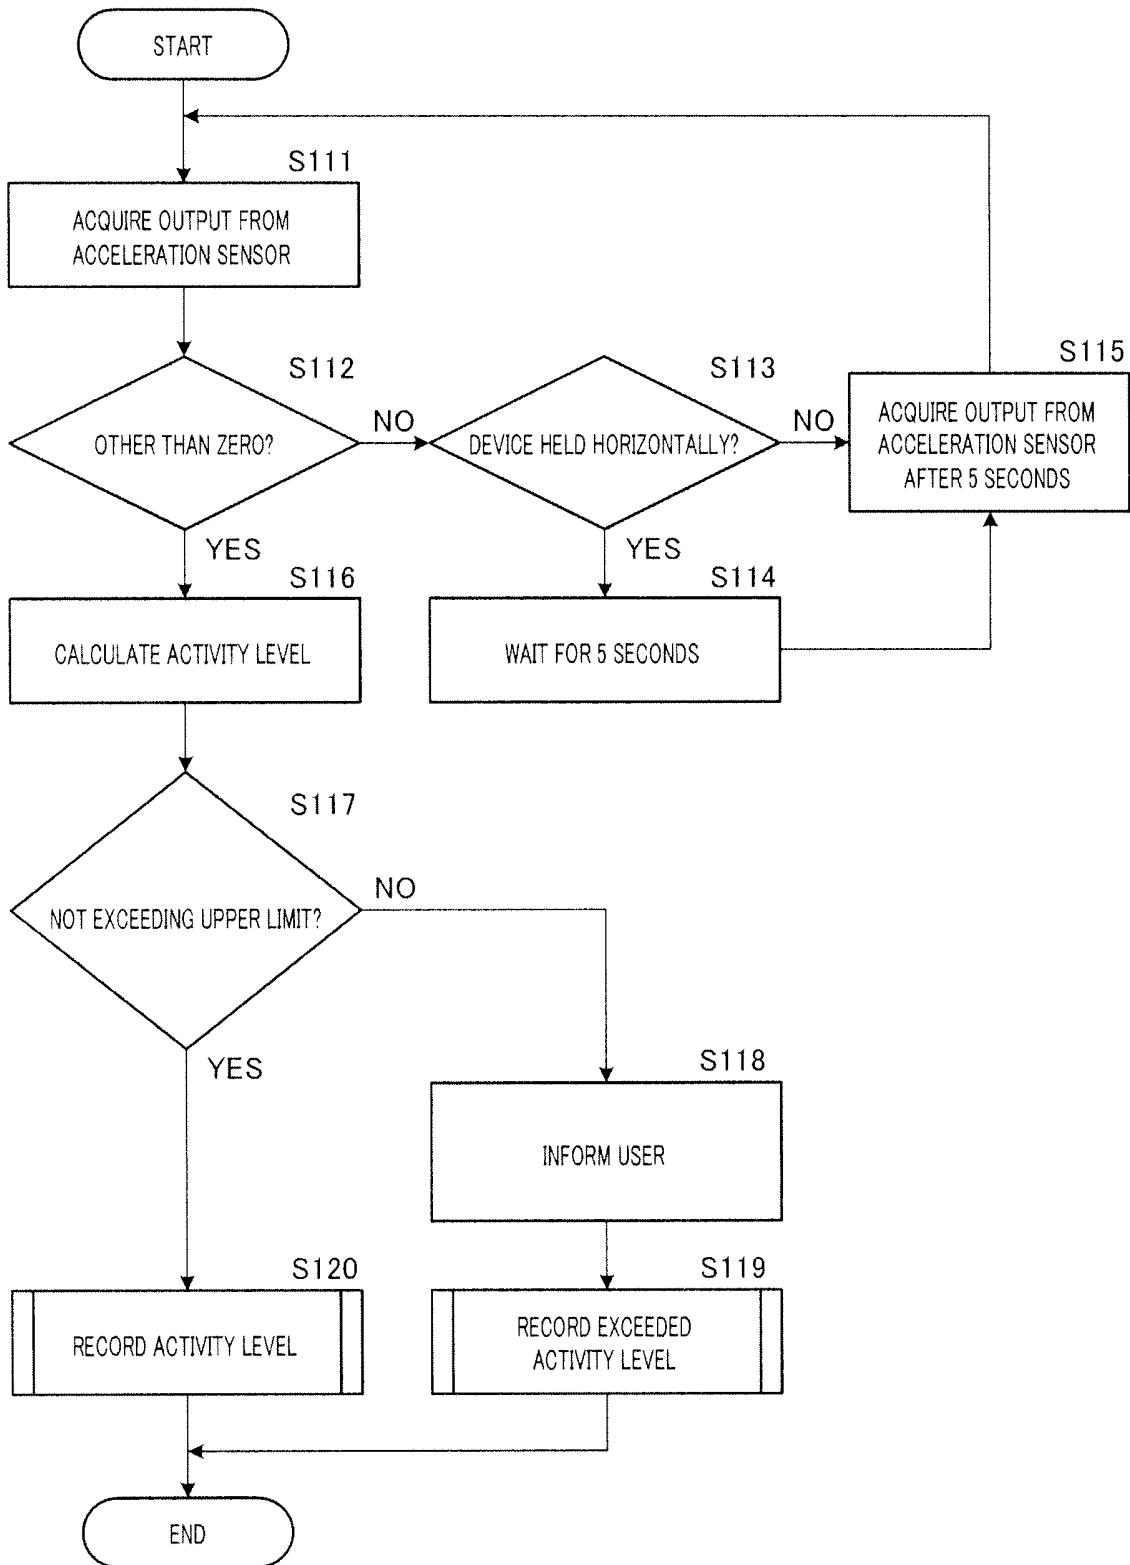 START
S111
ACQUIRE OUTPUT FROM
ACCELERATION SENSOR
S112
OTHER THAN ZERO?
NO
YES
S113
DEVICE HELD HORIZONTALLY?
NO
YES
S115
ACQUIRE OUTPUT FROM
ACCELERATION SENSOR
AFTER 5 SECONDS
S116
CALCULATE ACTIVITY LEVEL
S114
WAIT FOR 5 SECONDS
S117
NOT EXCEEDING UPPER LIMIT?
NO
YES
S118
INFORM USER
S120
RECORD ACTIVITY LEVEL
S119
RECORD EXCEEDED
ACTIVITY LEVEL
END